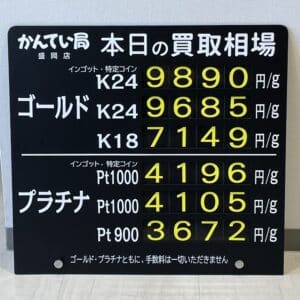 かんてい局 盛岡店 本日の買取相場
インゴット・特定コイン
K24 9890 円/g
ゴールド K24 9685 円/g
K18 7149 円/g
インゴット・特定コイン
Pt1000 4196 円/g
プラチナ Pt1000 4105 円/g
Pt900 3672 円/g
ゴールド・プラチナともに、手数料は一切いただきません